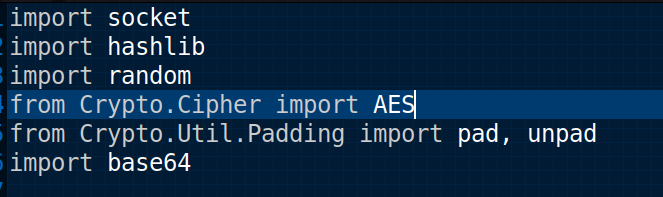 import socket
import hashlib
import random
from Crypto.Cipher import AES
from Crypto.Util.Padding import pad, unpad
import base64